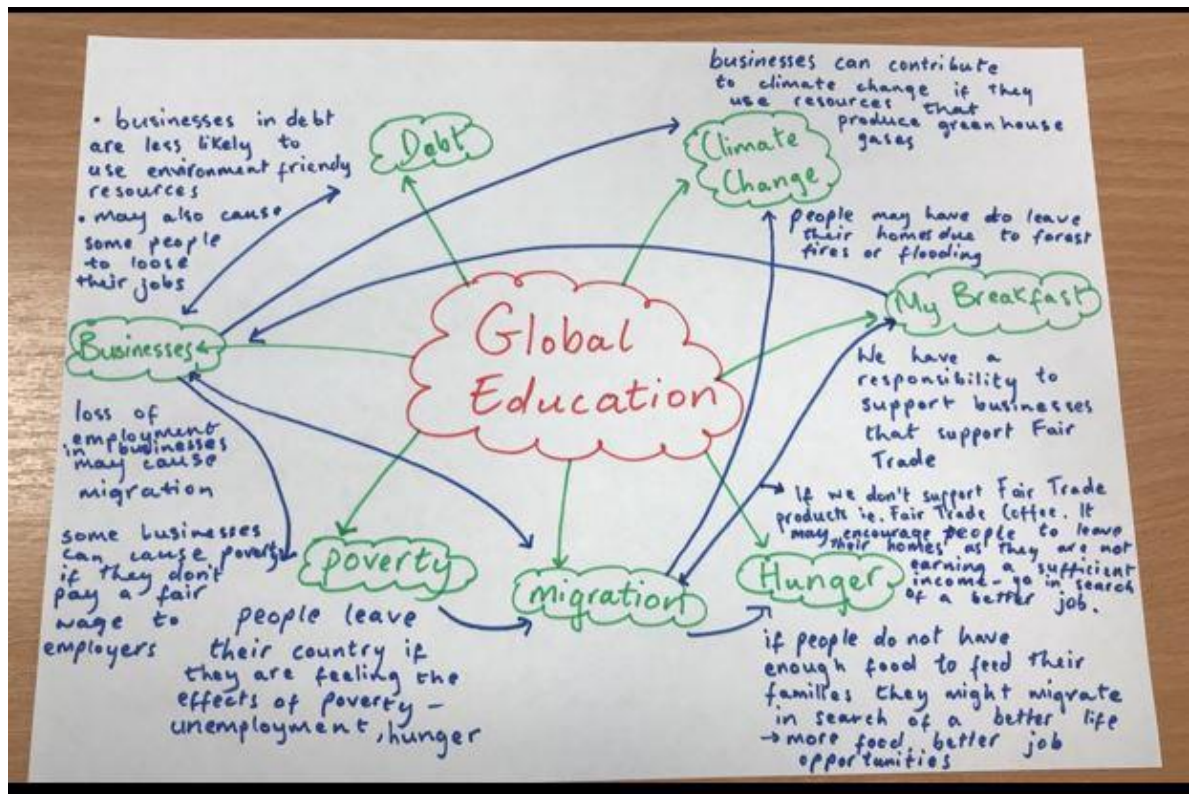 businesses can contribute
to climate change if they
use resources that
produce greenhouse
gases
• businesses in debt
are less likely to
use environment friendly
resources
• may also cause
some people
to loose
their jobs
Debt
Climate
Change
people may have to leave
their homes due to forest
fires or flooding
My Breakfast
Global
Education
Businesses
We have a
responsibility to
support businesses
that support Fair
Trade
loss of
employment
in businesses
may cause
migration
→ If we don't support Fair Trade
products ie. Fair Trade Coffee. It
may encourage people to leave
their homes as they are not
earning a sufficient
income - go in search
of a better job.
some businesses
can cause poverty
if they don't
pay a fair
wage to
employers
poverty
migration
Hunger
people leave
their country if
they are feeling the
effects of poverty -
unemployment, hunger
if people do not have
enough food to feed their
families they might migrate
in search of a better life
→ more food, better job
opportunities